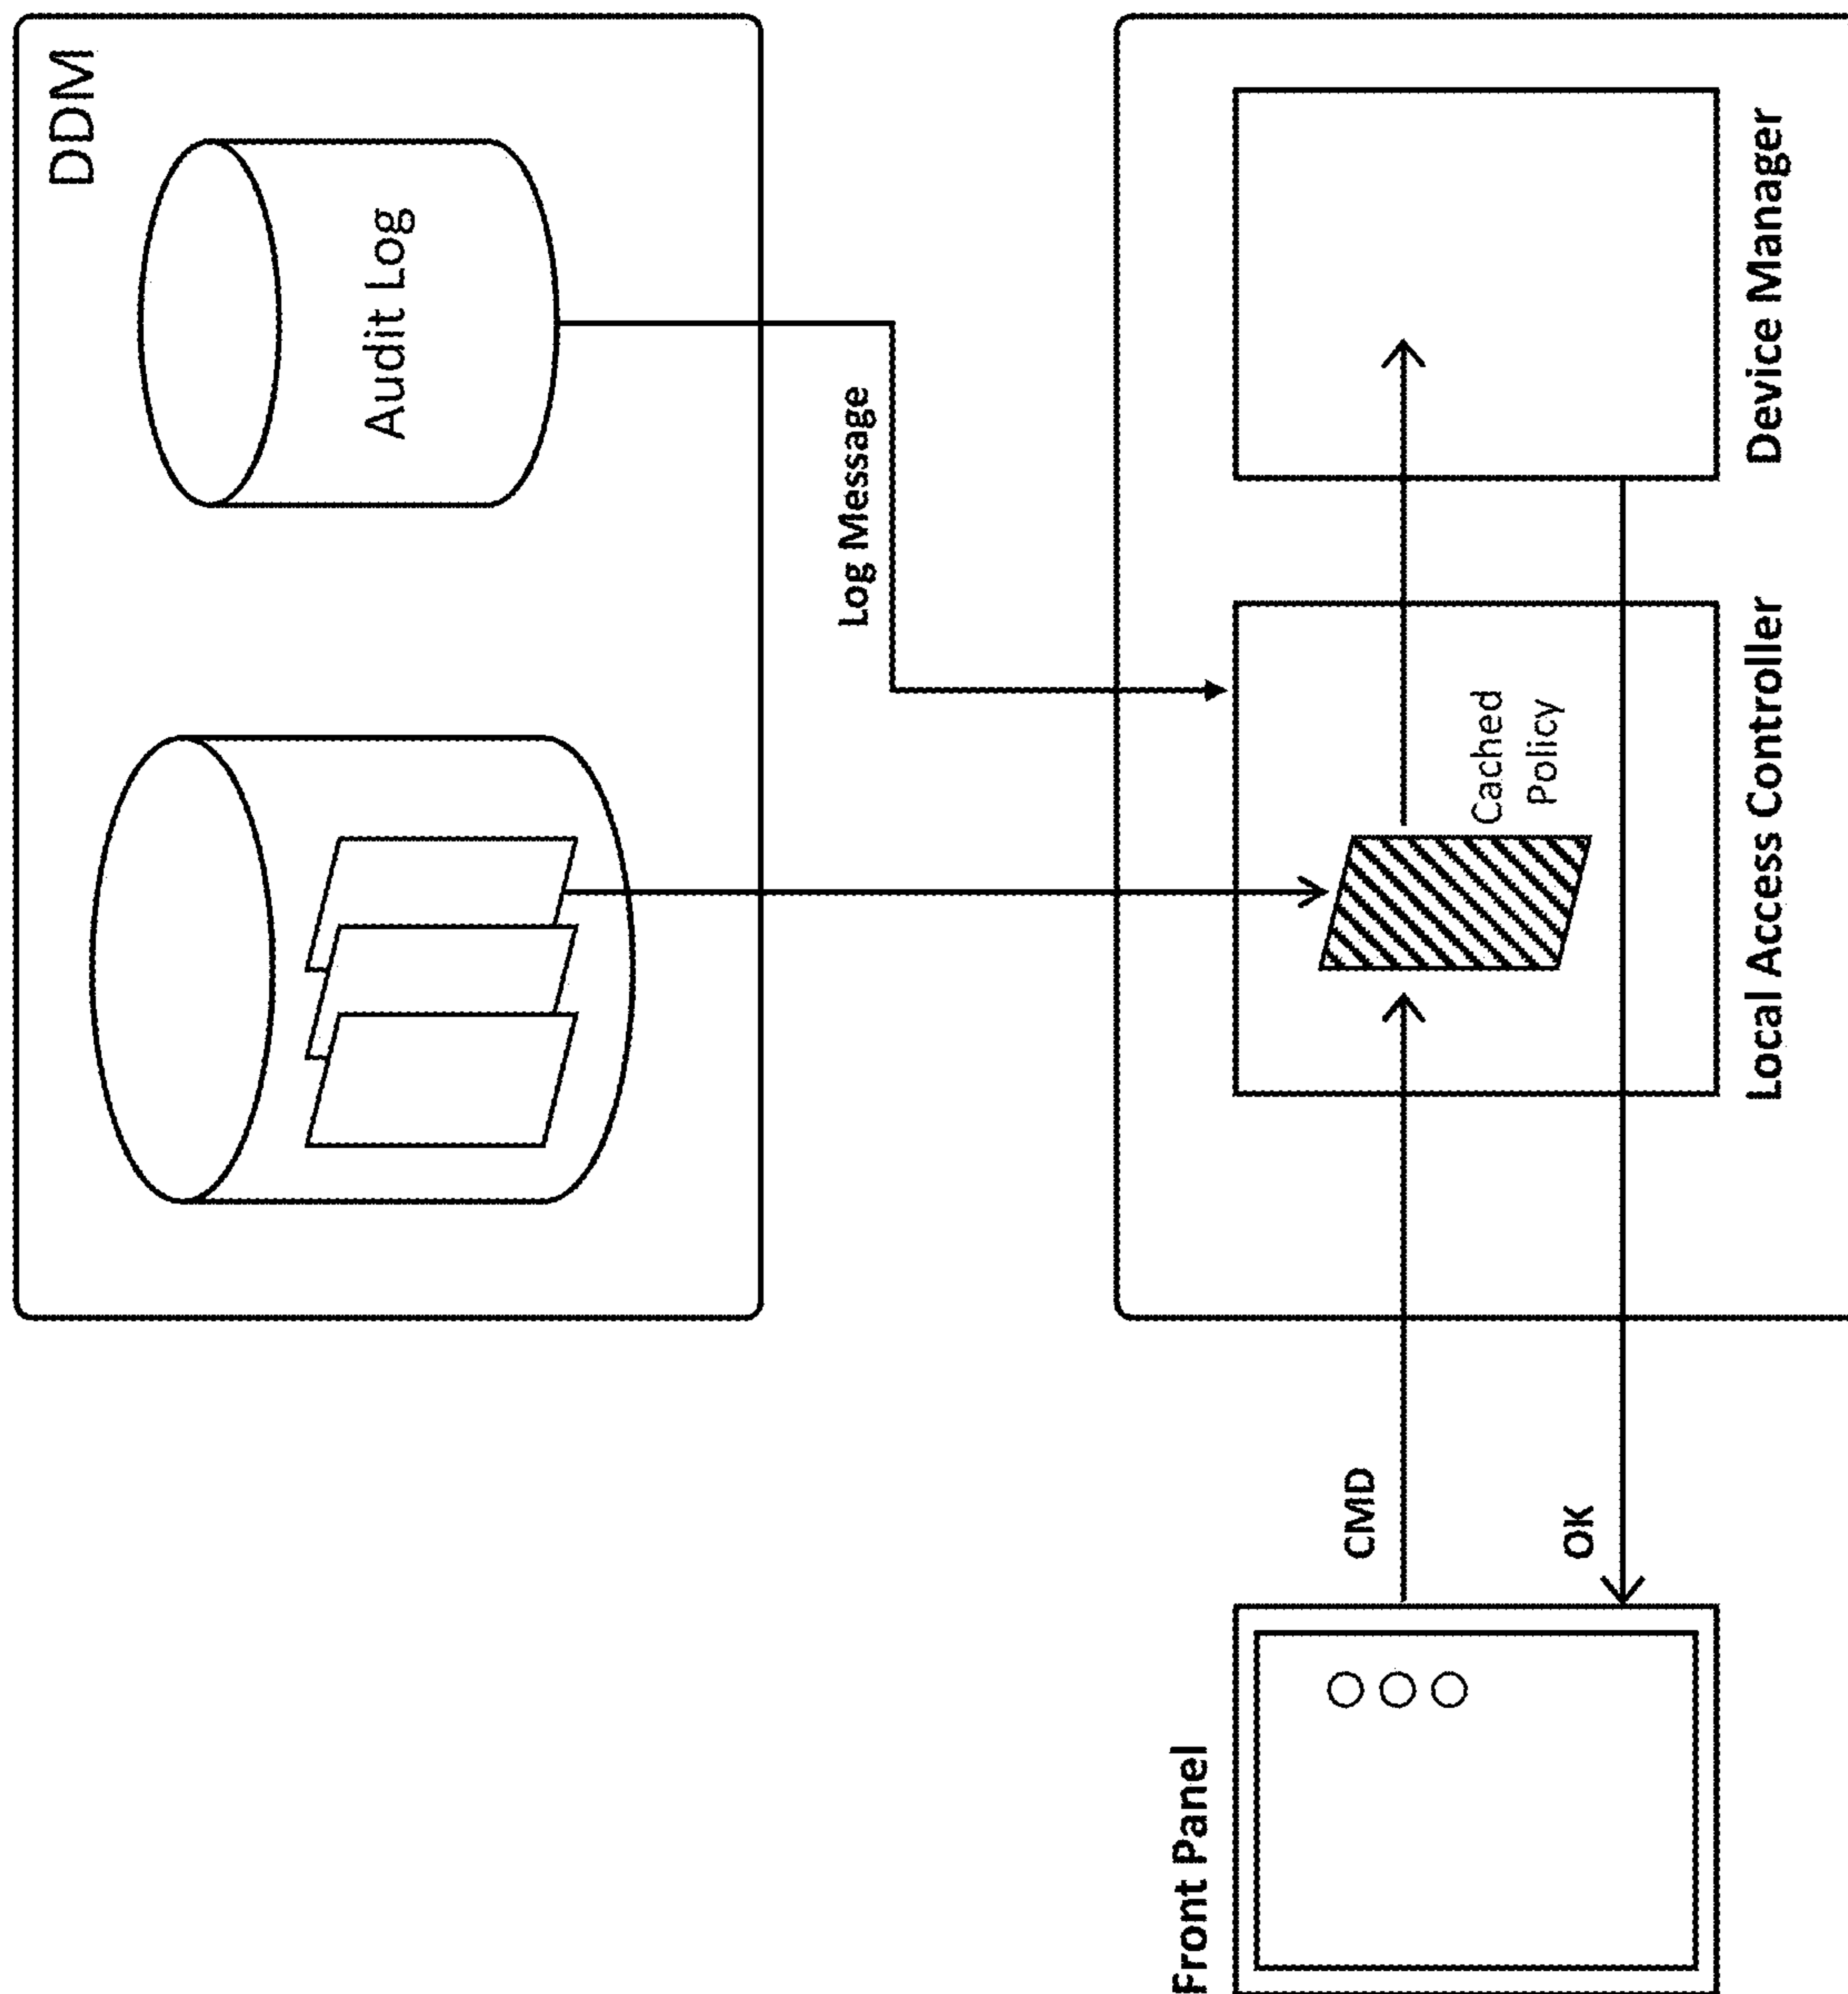 DDM
Audit Log
Log Message
Cached
Policy
CMD
OK
Front Panel
Local Access Controller
Device Manager